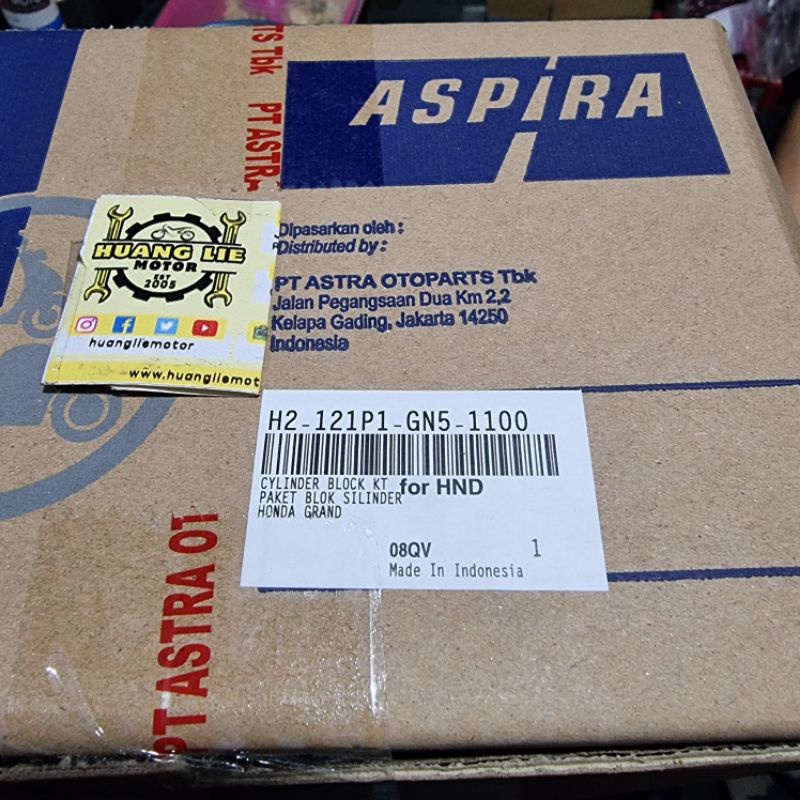 TS Tbk
PT ASTRA
ASPIRA
HUANG LIE
MOTOR
EST
2005
huangliemotor
www.huangliemot
Dipasarkan oleh :
Distributed by :
PT ASTRA OTOPARTS Tbk
Jalan Pegangsaan Dua Km 2,2
Kelapa Gading, Jakarta 14250
Indonesia
H2-121P1-GN5-1100
CYLINDER BLOCK KT for HND
PAKET BLOK SILINDER
HONDA GRAND
08QV 1
Made In Indonesia
PT ASTRA OT